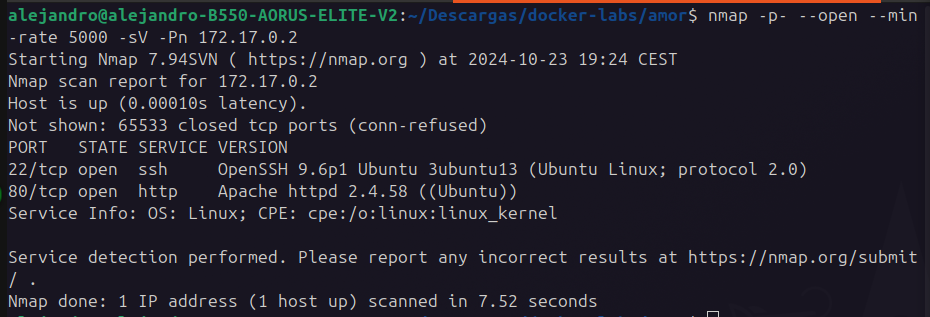 alejandro@alejandro-B550-AORUS-ELITE-V2:~/Descargas/docker-labs/amor$ nmap -p- --open --min
-rate 5000 -sV -Pn 172.17.0.2
Starting Nmap 7.94SVN ( https://nmap.org ) at 2024-10-23 19:24 CEST
Nmap scan report for 172.17.0.2
Host is up (0.00010s latency).
Not shown: 65533 closed tcp ports (conn-refused)
PORT   STATE SERVICE VERSION
22/tcp open  ssh     OpenSSH 9.6p1 Ubuntu 3ubuntu13 (Ubuntu Linux; protocol 2.0)
80/tcp open  http    Apache httpd 2.4.58 ((Ubuntu))
Service Info: OS: Linux; CPE: cpe:/o:linux:linux_kernel
Service detection performed. Please report any incorrect results at https://nmap.org/submit
/ .
Nmap done: 1 IP address (1 host up) scanned in 7.52 seconds